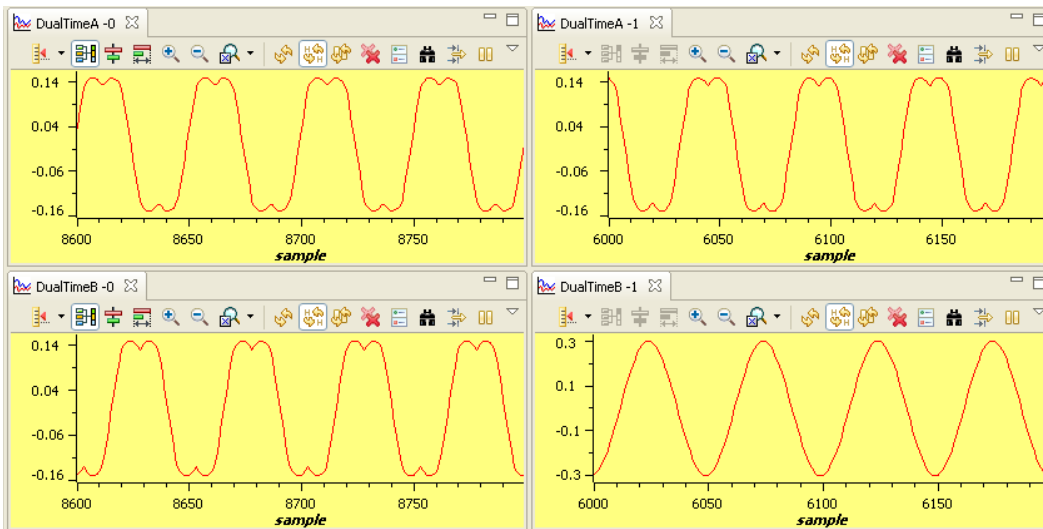 DualTimeA -0
0.14
0.04
-0.06
-0.16
8600 8650 8700 8750
sample
DualTimeA -1
0.14
0.04
-0.06
-0.16
6000 6050 6100 6150
sample
DualTimeB -0
0.14
0.04
-0.06
-0.16
8600 8650 8700 8750
sample
DualTimeB -1
0.3
0.1
-0.1
-0.3
6000 6050 6100 6150
sample